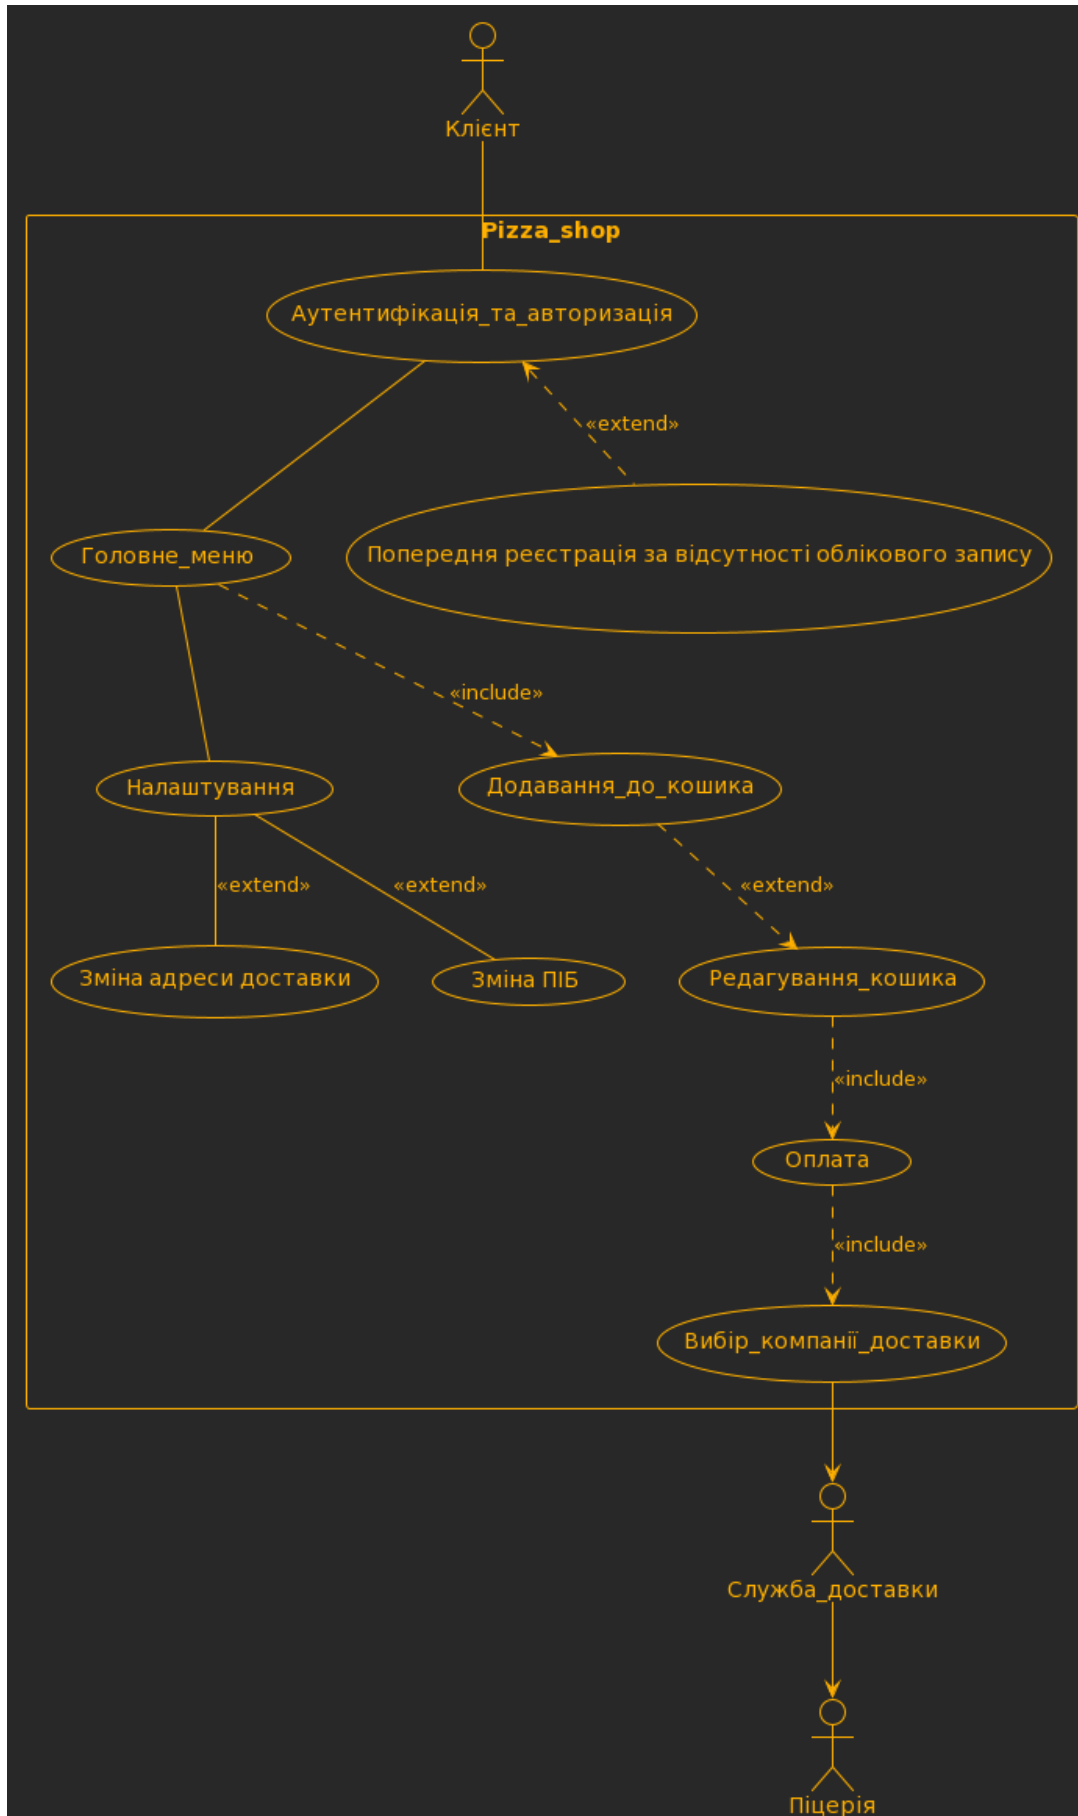 Клієнт
Pizza_shop
Аутентифікація_та_авторизація
«extend»
Головне_меню
Попередня реєстрація за відсутності облікового запису
«include»
Налаштування
Додавання_до_кошика
«extend»
«extend»
«extend»
Зміна адреси доставки
Зміна ПІБ
Редагування_кошика
«include»
Оплата
«include»
Вибір_компанії_доставки
Служба_доставки
Піцерія